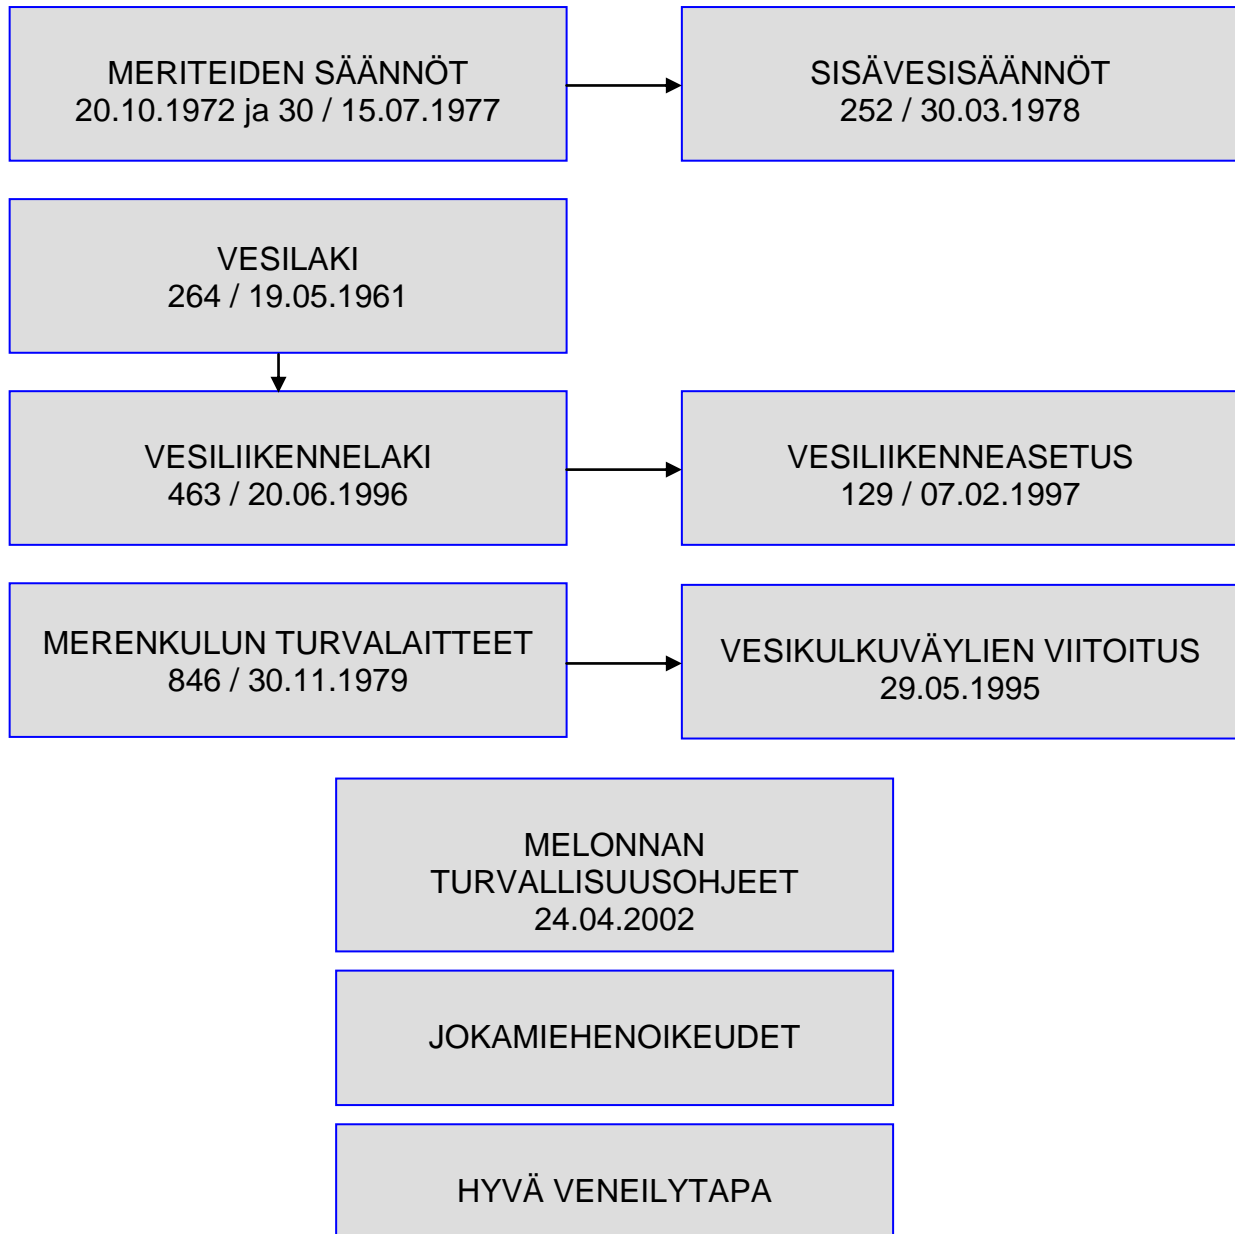 MERITEIDEN SÄÄNNÖT
20.10.1972 ja 30 / 15.07.1977
SISÄVESISÄÄNNÖT
252 / 30.03.1978
VESILAKI
264 / 19.05.1961
VESILIIKENNELAKI
463 / 20.06.1996
VESILIIKENNEASETUS
129 / 07.02.1997
MERENKULUN TURVALAITTEET
846 / 30.11.1979
VESIKULKUVÄYLIEN VIITOITUS
29.05.1995
MELONNAN
TURVALLISUUSOHJEET
24.04.2002
JOKAMIEHENOIKEUDET
HYVÄ VENEILYTAPA